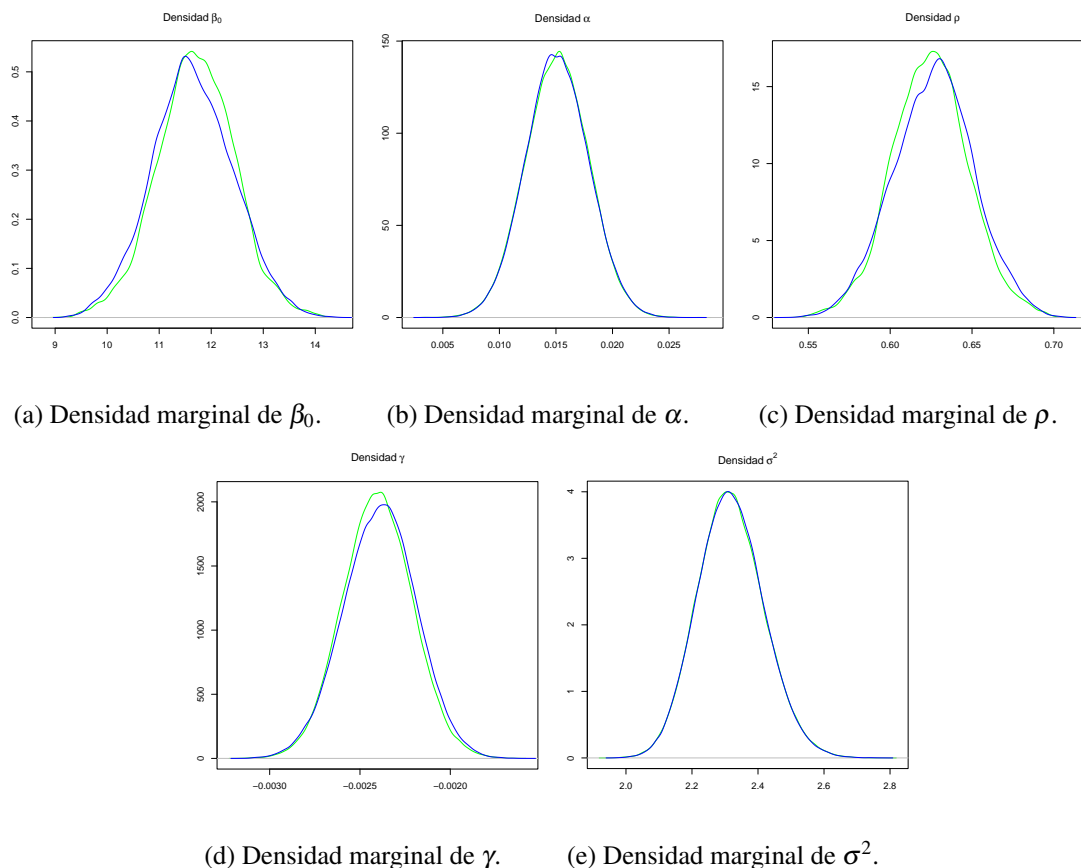 Densidad β₀
0.0
0.1
0.2
0.3
0.4
0.5
9 10 11 12 13 14
Densidad α
0
50
100
150
0.005 0.010 0.015 0.020 0.025
Densidad ρ
0
5
10
15
0.55 0.60 0.65 0.70
(a) Densidad marginal de β₀.
(b) Densidad marginal de α.
(c) Densidad marginal de ρ.
Densidad γ
0
500
1000
1500
2000
−0.0030 −0.0025 −0.0020
Densidad σ²
0
1
2
3
4
2.0 2.2 2.4 2.6 2.8
(d) Densidad marginal de γ.
(e) Densidad marginal de σ².